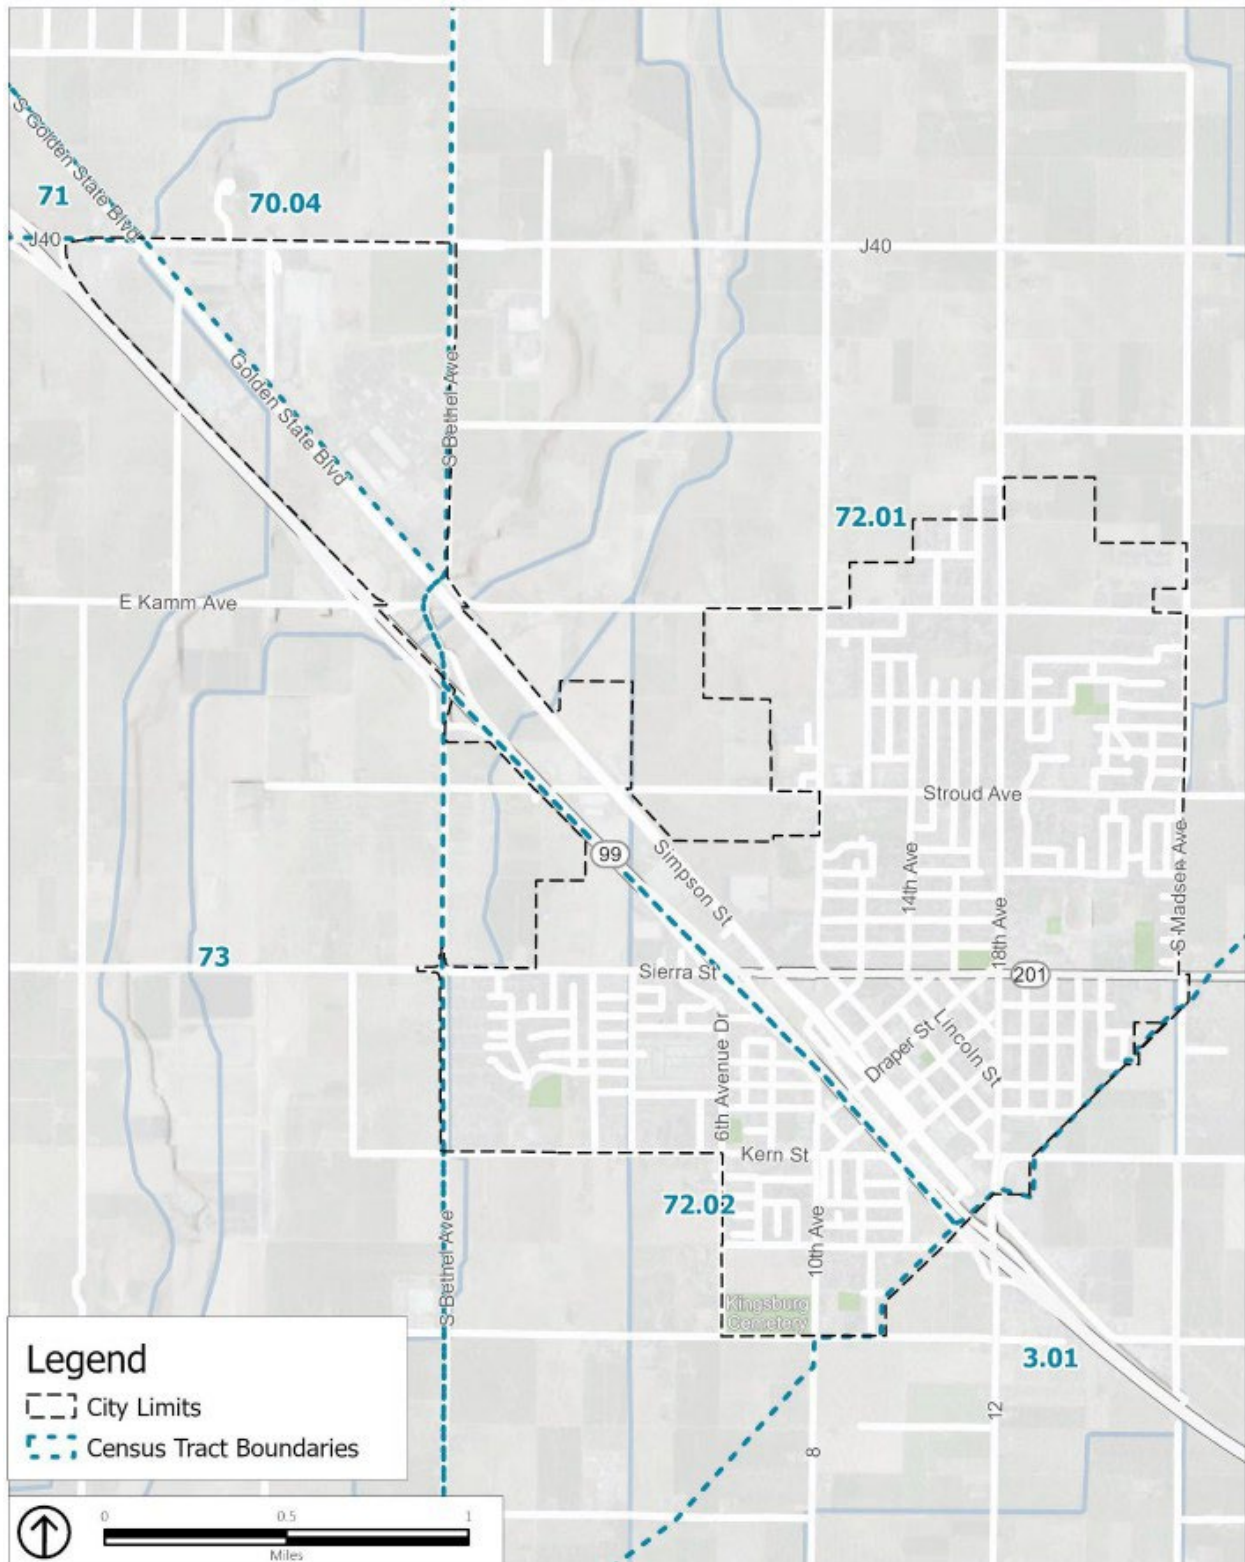 S Golden State Blvd
71
70.04
J40
J40
S Bethel Ave
Golden State Blvd
72.01
E Kamm Ave
Stroud Ave
99
Simpson St
14th Ave
S Madsen Ave
18th Ave
73
Sierra St
201
6th Avenue Dr
Draper St
Lincoln St
Kern St
72.02
S Bethel Ave
10th Ave
Kingsburg
Cemetery
3.01
12
8
Legend
City Limits
Census Tract Boundaries
0 0.5 1
Miles